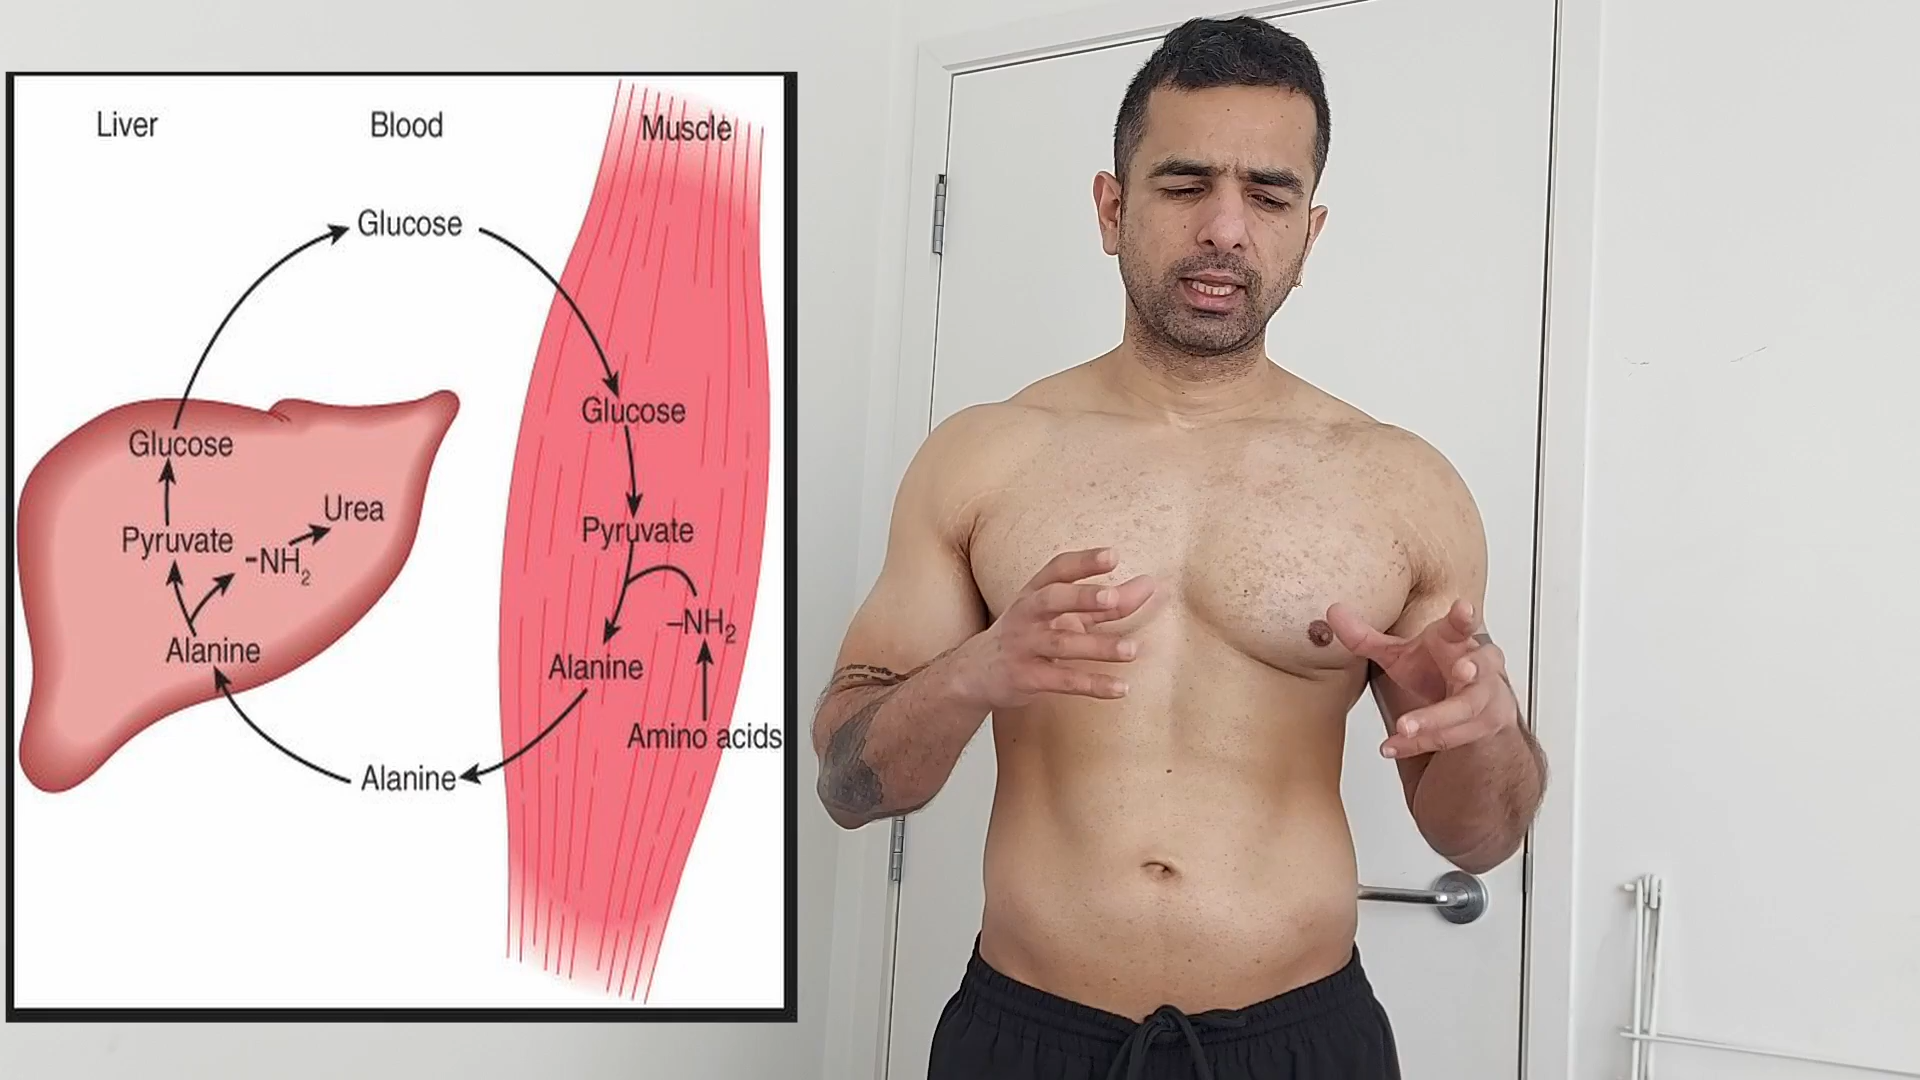 Liver
Blood
Muscle
Glucose
Glucose
Glucose
Pyruvate
Urea
-NH2
Alanine
Pyruvate
–NH2
Alanine
Amino acids
Alanine